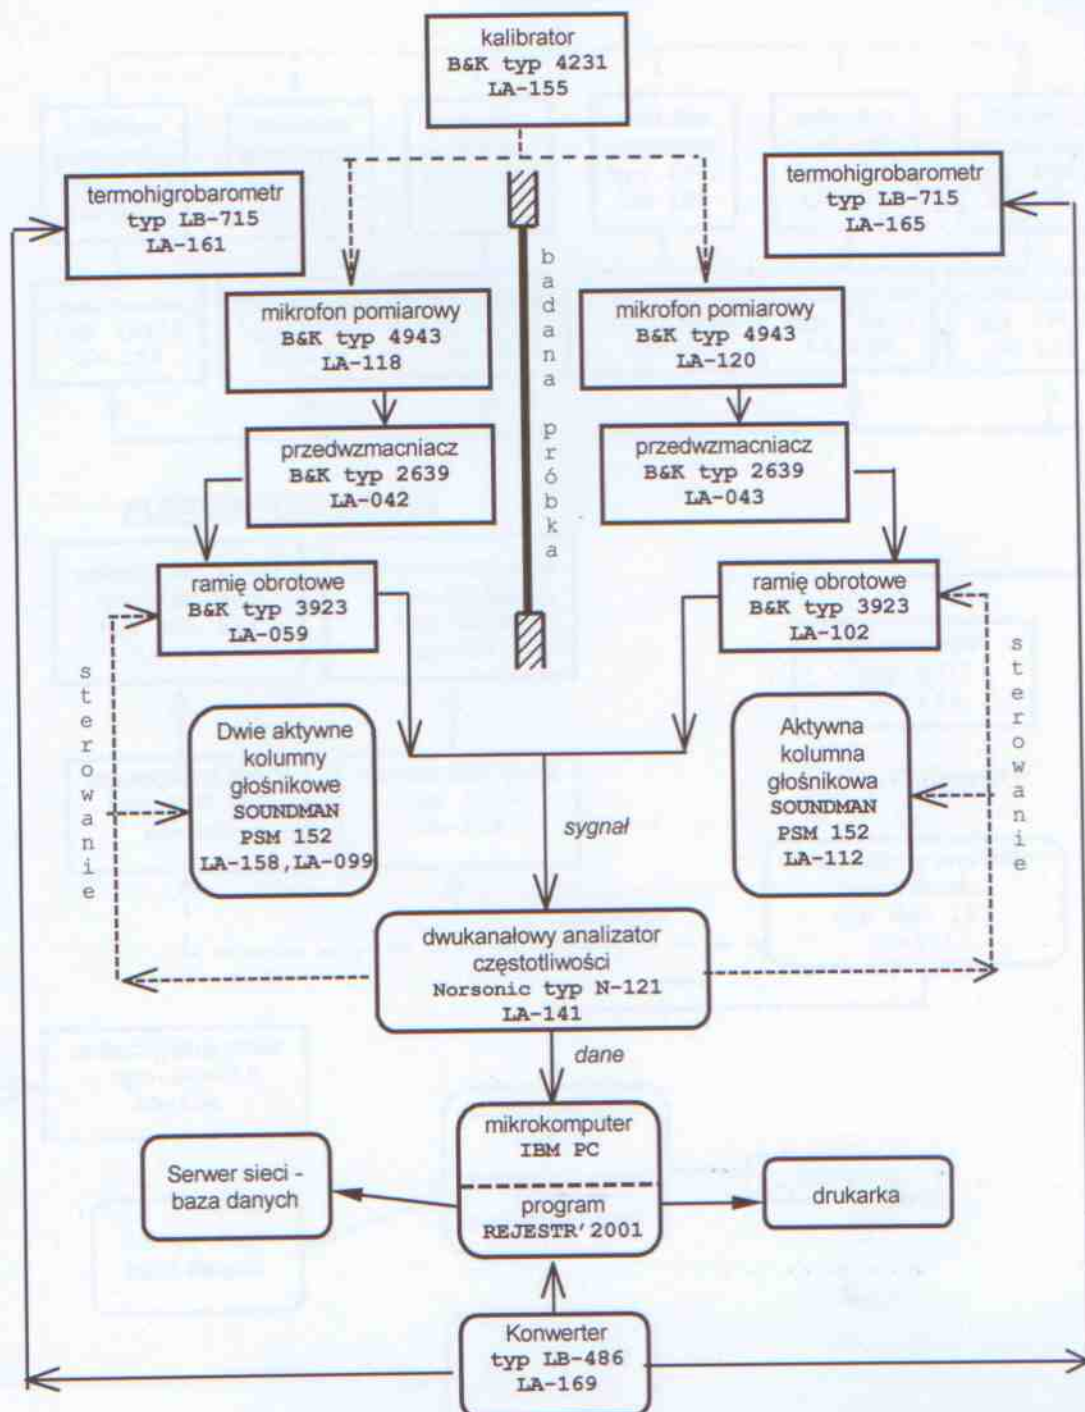 kalibrator
B&K typ 4231
LA-155
termohigrobarometr
typ LB-715
LA-161
termohigrobarometr
typ LB-715
LA-165
mikrofon pomiarowy
B&K typ 4943
LA-118
badana próbka
mikrofon pomiarowy
B&K typ 4943
LA-120
przedwzmacniacz
B&K typ 2639
LA-042
przedwzmacniacz
B&K typ 2639
LA-043
ramię obrotowe
B&K typ 3923
LA-059
ramię obrotowe
B&K typ 3923
LA-102
sterowanie
Dwie aktywne
kolumny
głośnikowe
SOUNDMAN
PSM 152
LA-158,LA-099
sygnał
Aktywna
kolumna
głośnikowa
SOUNDMAN
PSM 152
LA-112
sterowanie
dwukanałowy analizator
częstotliwości
Norsonic typ N-121
LA-141
dane
mikrokomputer
IBM PC
program
REJESTR'2001
Serwer sieci -
baza danych
drukarka
Konwerter
typ LB-486
LA-169